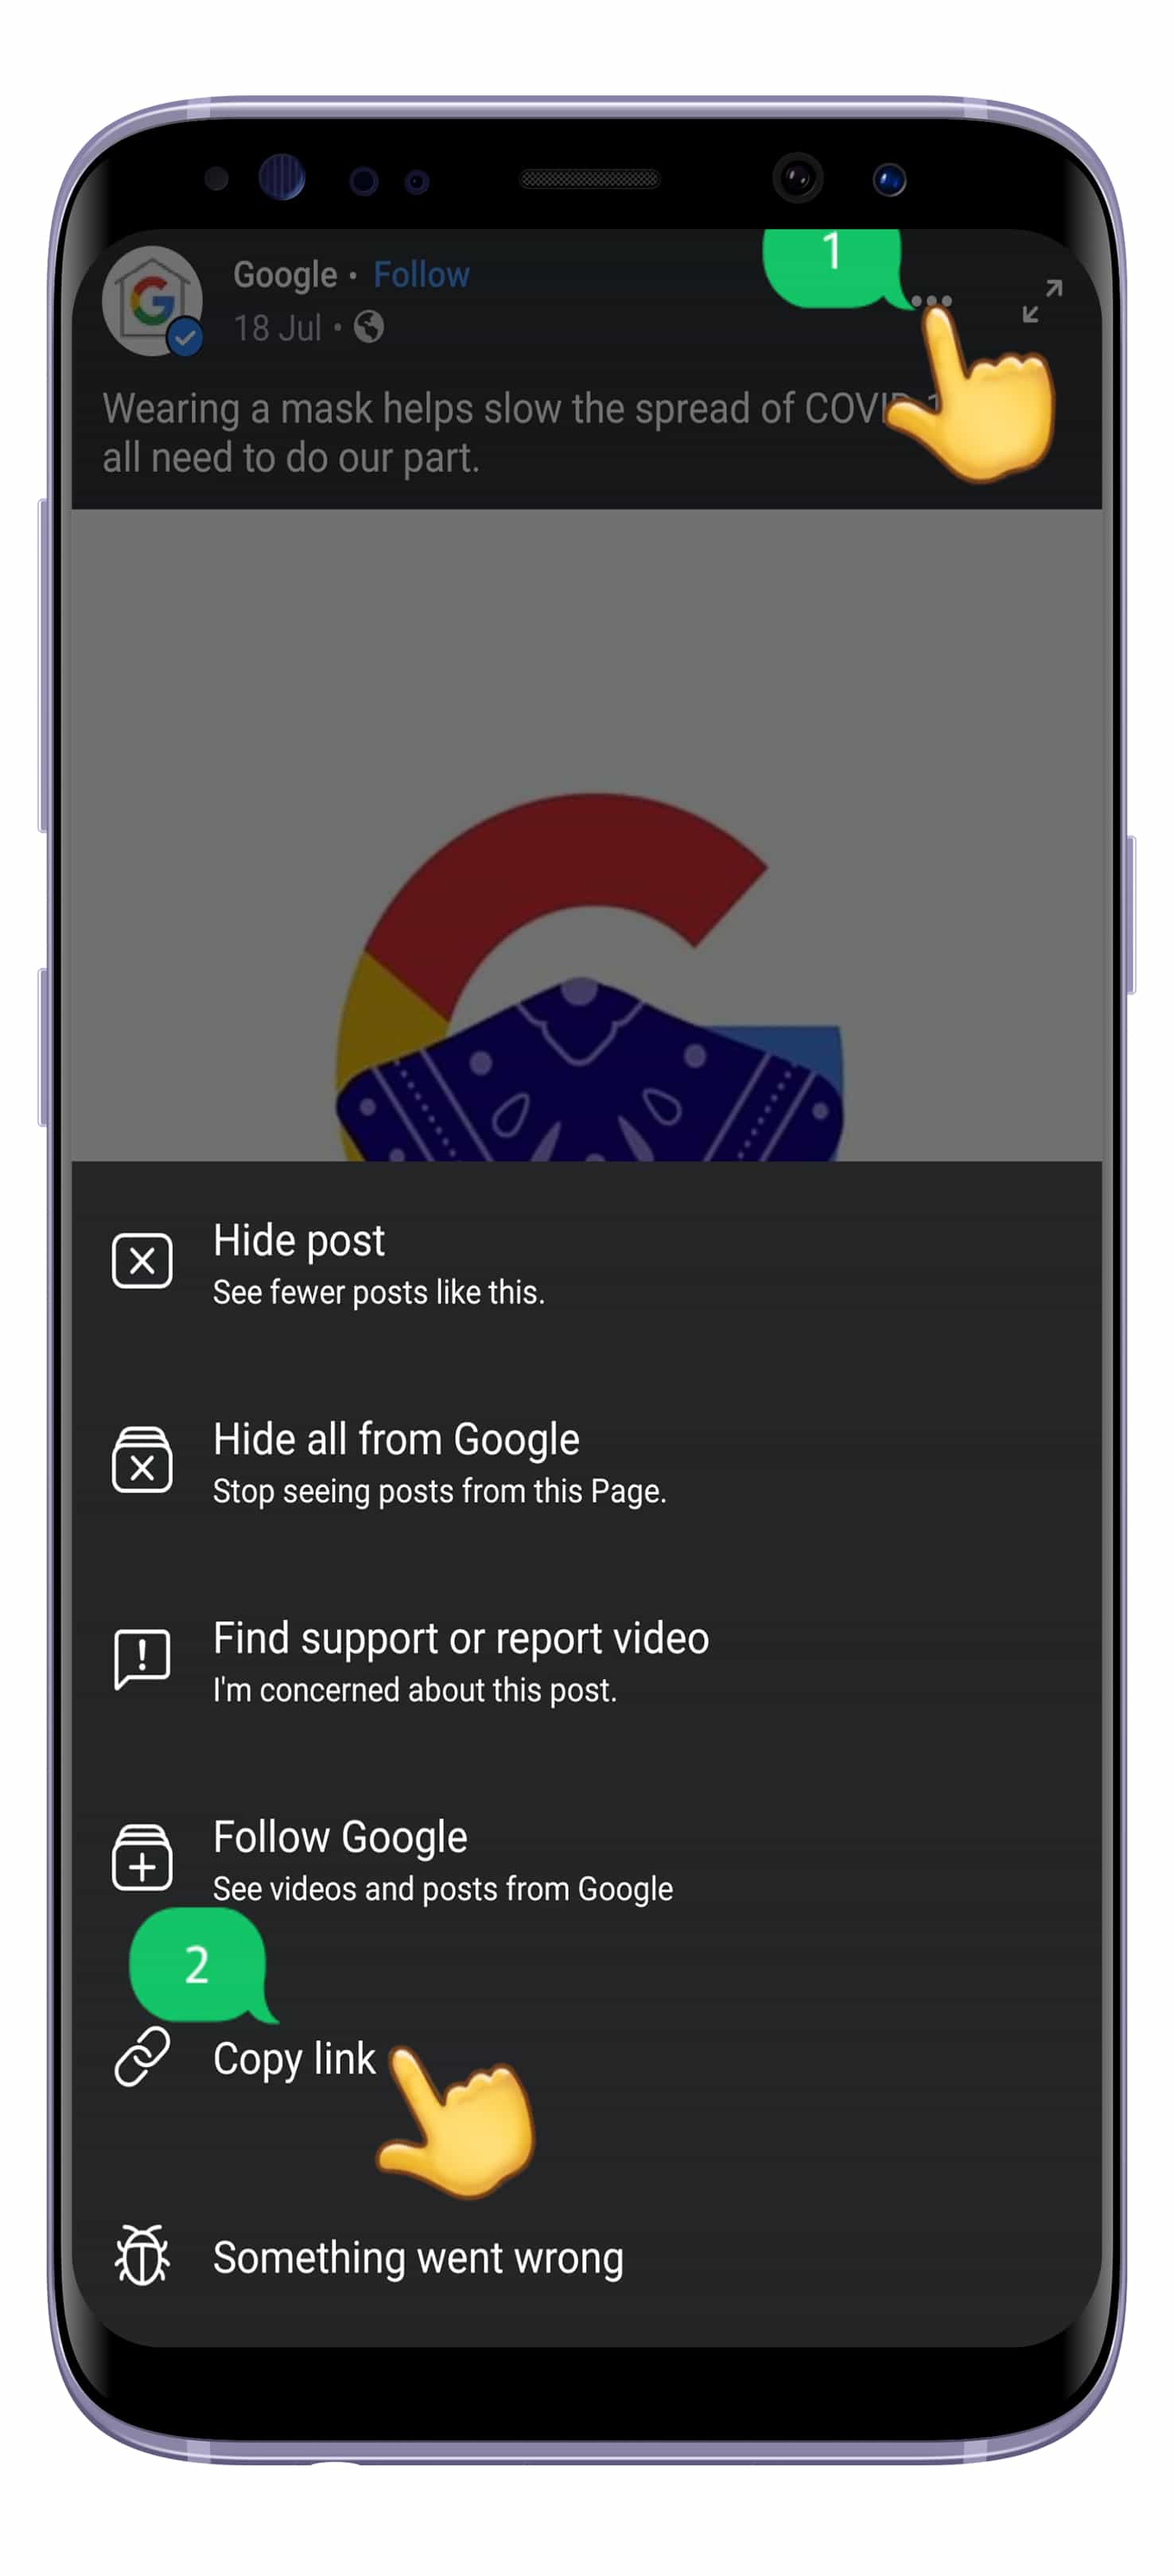 1
Google • Follow
18 Jul •
Wearing a mask helps slow the spread of
all need to do our part.
Hide post
See fewer posts like this.
Hide all from Google
Stop seeing posts from this Page.
Find support or report video
I'm concerned about this post.
Follow Google
See videos and posts from Google
2
Copy link
Something went wrong